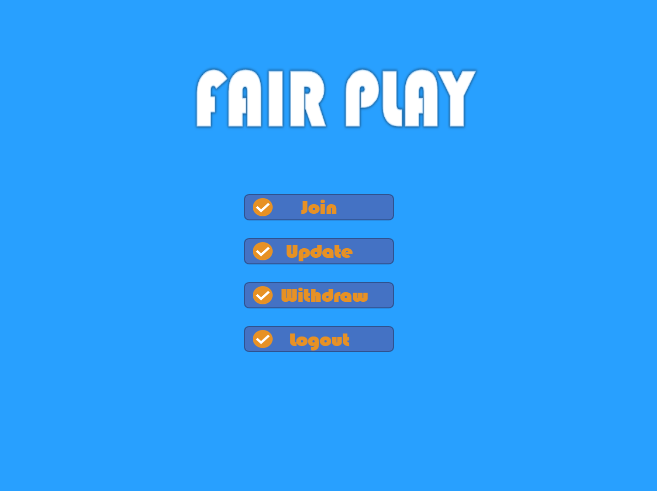 FAIR PLAY
Join
Update
Withdraw
Logout